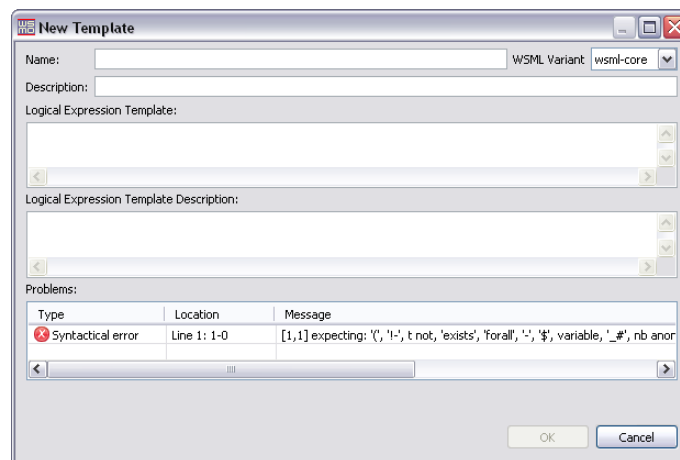 New Template
Name: WSML Variant wsml-core
Description:
Logical Expression Template:
Logical Expression Template Description:
Problems:
Type Location Message
Syntactical error Line 1: 1-0 [1,1] expecting: '(', '!-', t not, 'exists', 'forall', '-', '$', variable, '_#', nb anor
OK Cancel